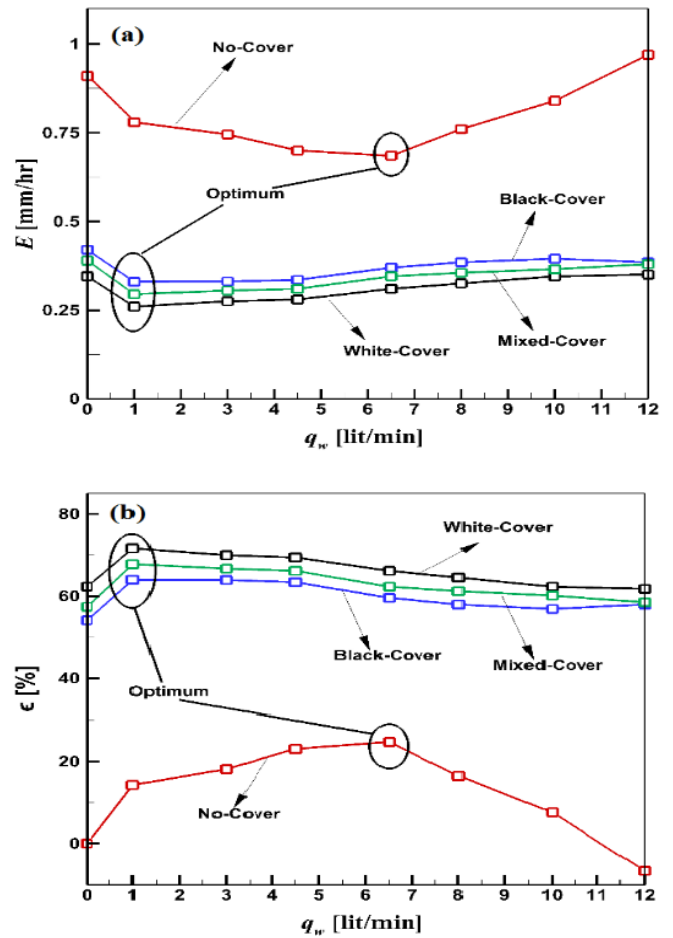 (a)
No-Cover
1
0.75
Optimum
E [mm/hr]
0.5
Black-Cover
0.25
White-Cover
Mixed-Cover
0
0 1 2 3 4 5 6 7 8 9 10 11 12
q_w [lit/min]
(b)
80
White-Cover
60
Black-Cover
Mixed-Cover
ϵ [%]
40
Optimum
20
No-Cover
0
0 1 2 3 4 5 6 7 8 9 10 11 12
q_w [lit/min]